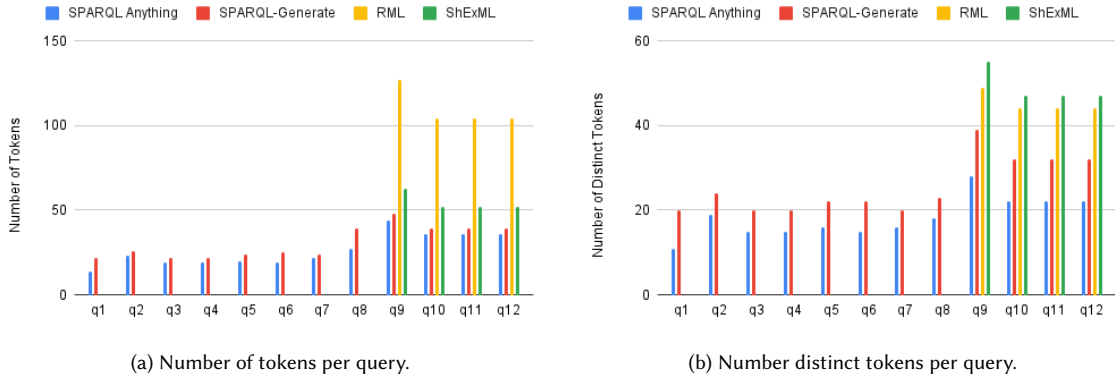 SPARQL Anything SPARQL-Generate RML ShExML
150
100
50
0
Number of Tokens
q1 q2 q3 q4 q5 q6 q7 q8 q9 q10 q11 q12
(a) Number of tokens per query.
SPARQL Anything SPARQL-Generate RML ShExML
60
40
20
0
Number of Distinct Tokens
q1 q2 q3 q4 q5 q6 q7 q8 q9 q10 q11 q12
(b) Number distinct tokens per query.